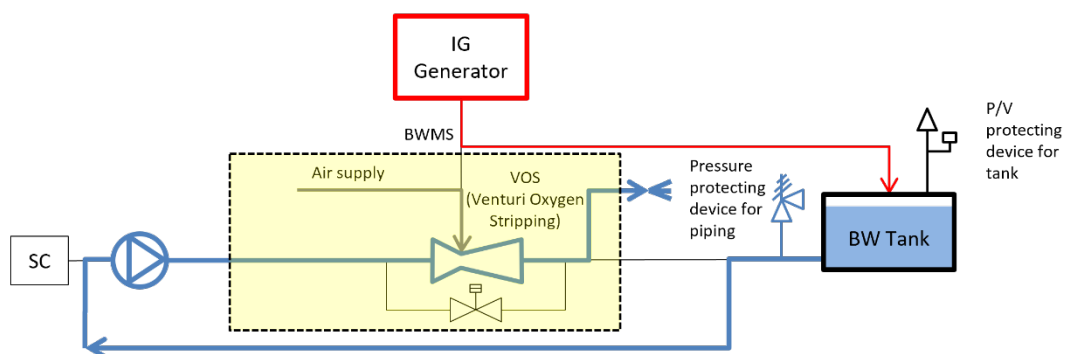 IG
Generator
BWMS
P/V
protecting
device for
tank
Air supply
VOS
(Venturi Oxygen
Stripping)
Pressure
protecting
device for
piping
SC
BW Tank